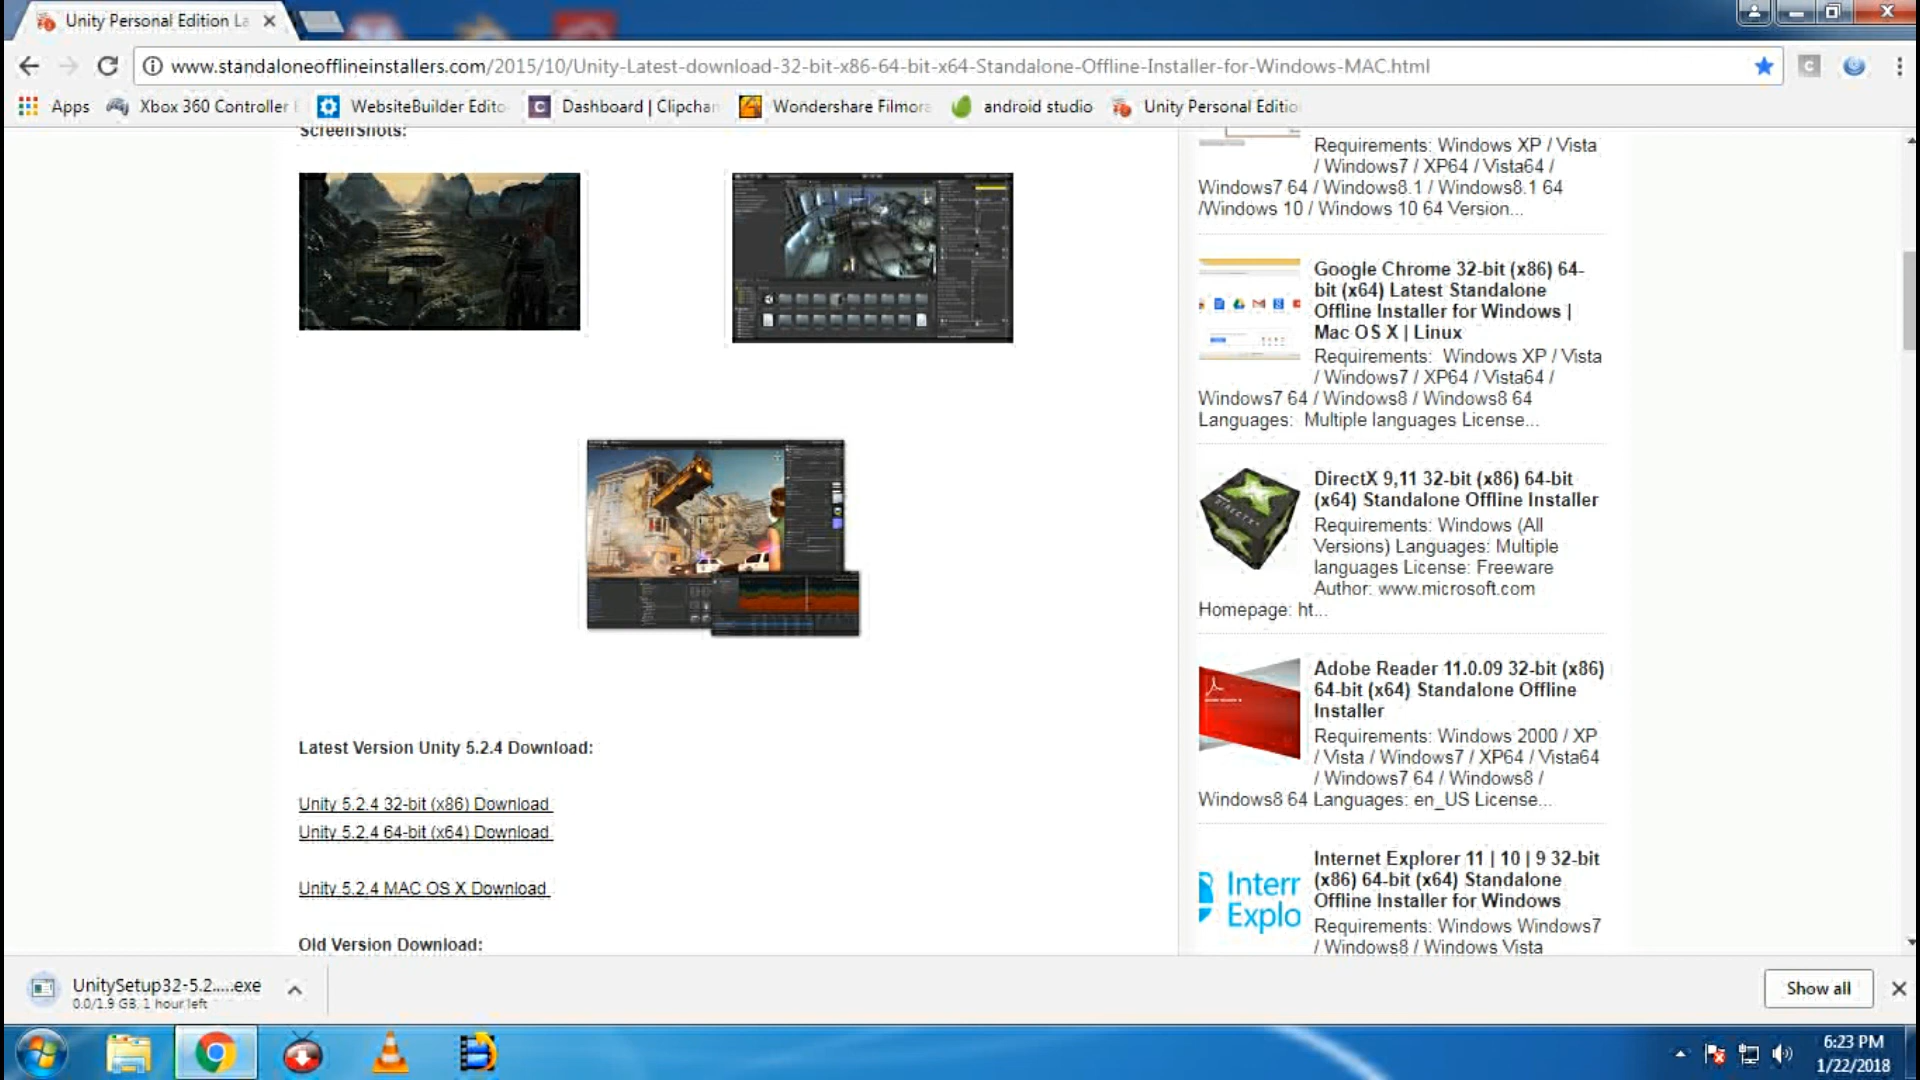 Unity Personal Edition La
www.standaloneofflineinstallers.com/2015/10/Unity-Latest-download-32-bit-x86-64-bit-x64-Standalone-Offline-Installer-for-Windows-MAC.html
Apps
Xbox 360 Controller E
WebsiteBuilder Edito
Dashboard | Clipchan
Wondershare Filmora
android studio
Unity Personal Editio
ScreenShots:
Latest Version Unity 5.2.4 Download:
Unity 5.2.4 32-bit (x86) Download
Unity 5.2.4 64-bit (x64) Download
Unity 5.2.4 MAC OS X Download
Old Version Download:
Requirements: Windows XP / Vista
/ Windows7 / XP64 / Vista64 /
Windows7 64 / Windows8.1 / Windows8.1 64
/Windows 10 / Windows 10 64 Version...
Google Chrome 32-bit (x86) 64-
bit (x64) Latest Standalone
Offline Installer for Windows |
Mac OS X | Linux
Requirements: Windows XP / Vista
/ Windows7 / XP64 / Vista64 /
Windows7 64 / Windows8 / Windows8 64
Languages: Multiple languages License...
DIRECTX
DirectX 9,11 32-bit (x86) 64-bit
(x64) Standalone Offline Installer
Requirements: Windows (All
Versions) Languages: Multiple
languages License: Freeware
Author: www.microsoft.com
Homepage: ht...
Adobe Reader 11.0.09 32-bit (x86)
64-bit (x64) Standalone Offline
Installer
Requirements: Windows 2000 / XP
/ Vista / Windows7 / XP64 / Vista64
/ Windows7 64 / Windows8 /
Windows8 64 Languages: en_US License...
Interr
Explo
Internet Explorer 11 | 10 | 9 32-bit
(x86) 64-bit (x64) Standalone
Offline Installer for Windows
Requirements: Windows Windows7
/ Windows8 / Windows Vista
UnitySetup32-5.2.....exe
0.0/1.9 GB, 1 hour left
Show all
6:23 PM
1/22/2018